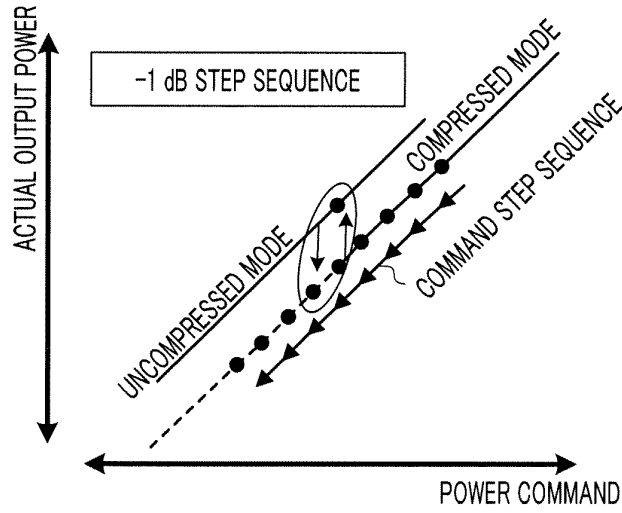 ACTUAL OUTPUT POWER
-1 dB STEP SEQUENCE
UNCOMPRESSED MODE
COMPRESSED MODE
COMMAND STEP SEQUENCE
POWER COMMAND